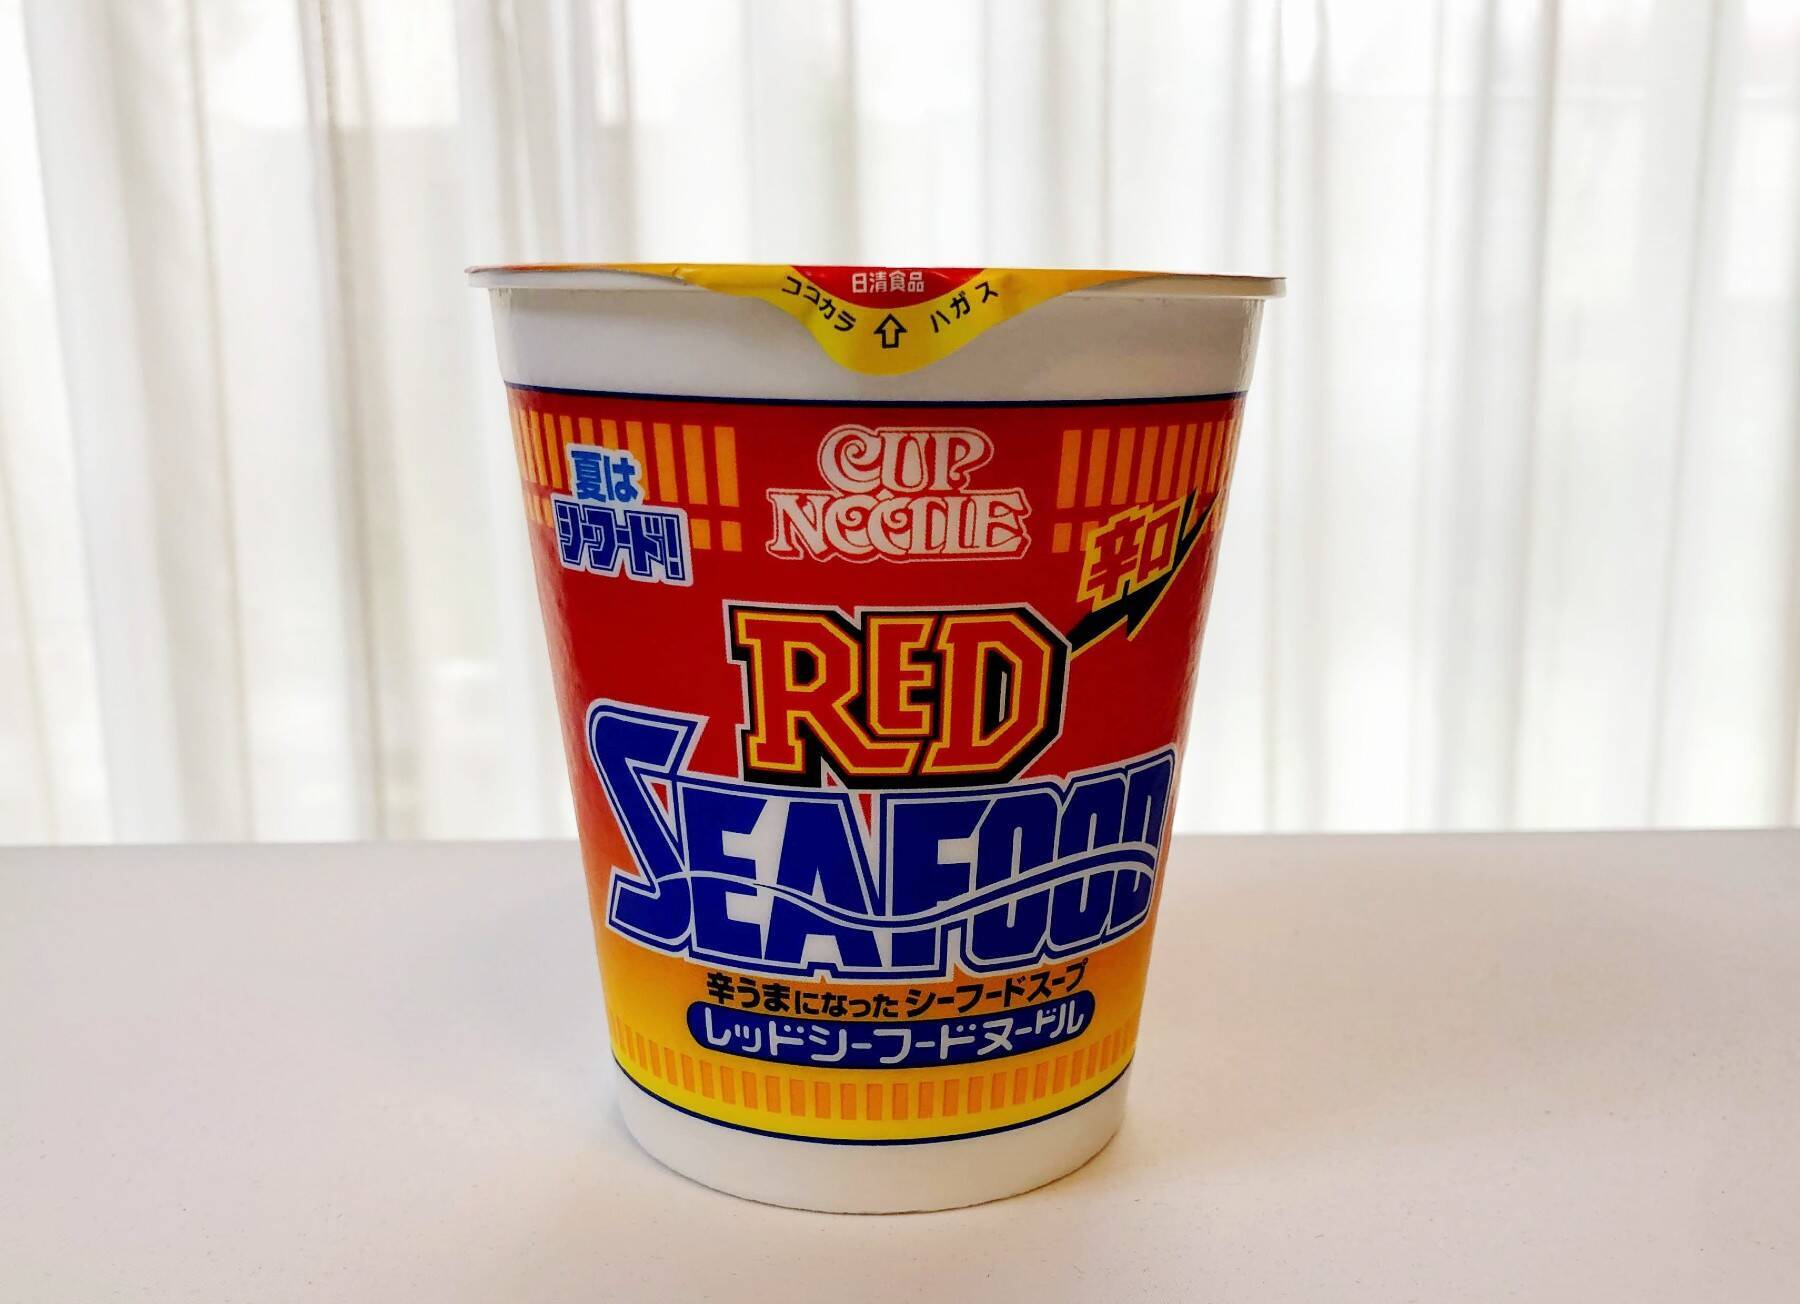 日清食品
ココカラ ⇧ ハガス
夏は
シーフード!
CUP
NOODLE
辛口
RED
SEAFOOD
辛うまになったシーフードスープ
レッドシーフードヌードル